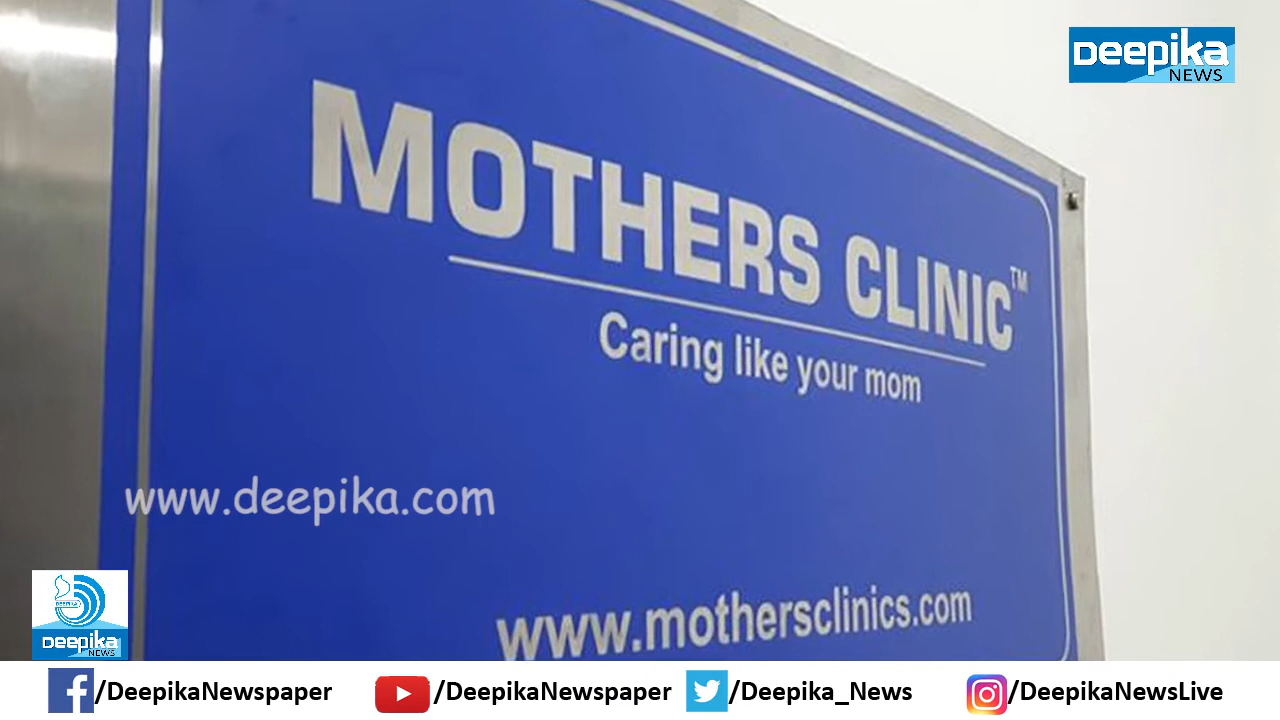 Deepika
NEWS
MOTHERS CLINIC™
Caring like your mom
www.deepika.com
www.mothersclinics.com
DEEPIKA
Deepika
NEWS
/DeepikaNewspaper
/DeepikaNewspaper
/Deepika_News
/DeepikaNewsLive